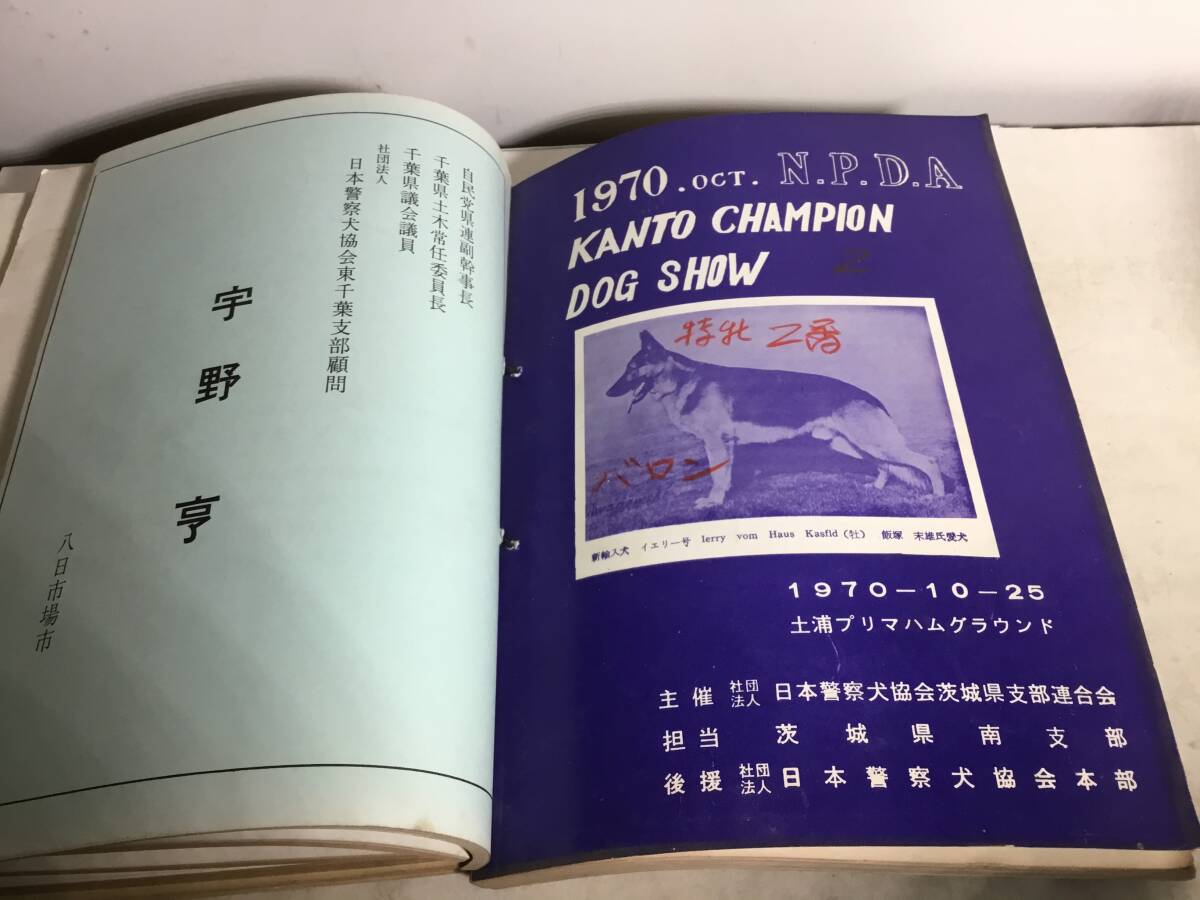 自民党県連副幹事長
千葉県土木常任委員長
千葉県議会議員
社団法人
日本警察犬協会東千葉支部顧問
宇野亨
八日市場市
1970.OCT. N.P.D.A
KANTO CHAMPION
DOG SHOW 2
特牝 2番
バロン
新輸入犬 イエリー号 Ierry vom Haus Kasfld (牡) 飯塚 末雄氏愛犬
1970-10-25
土浦プリマハムグラウンド
主催 社団法人 日本警察犬協会茨城県支部連合会
担当 茨城県南支部
後援 社団法人 日本警察犬協会本部